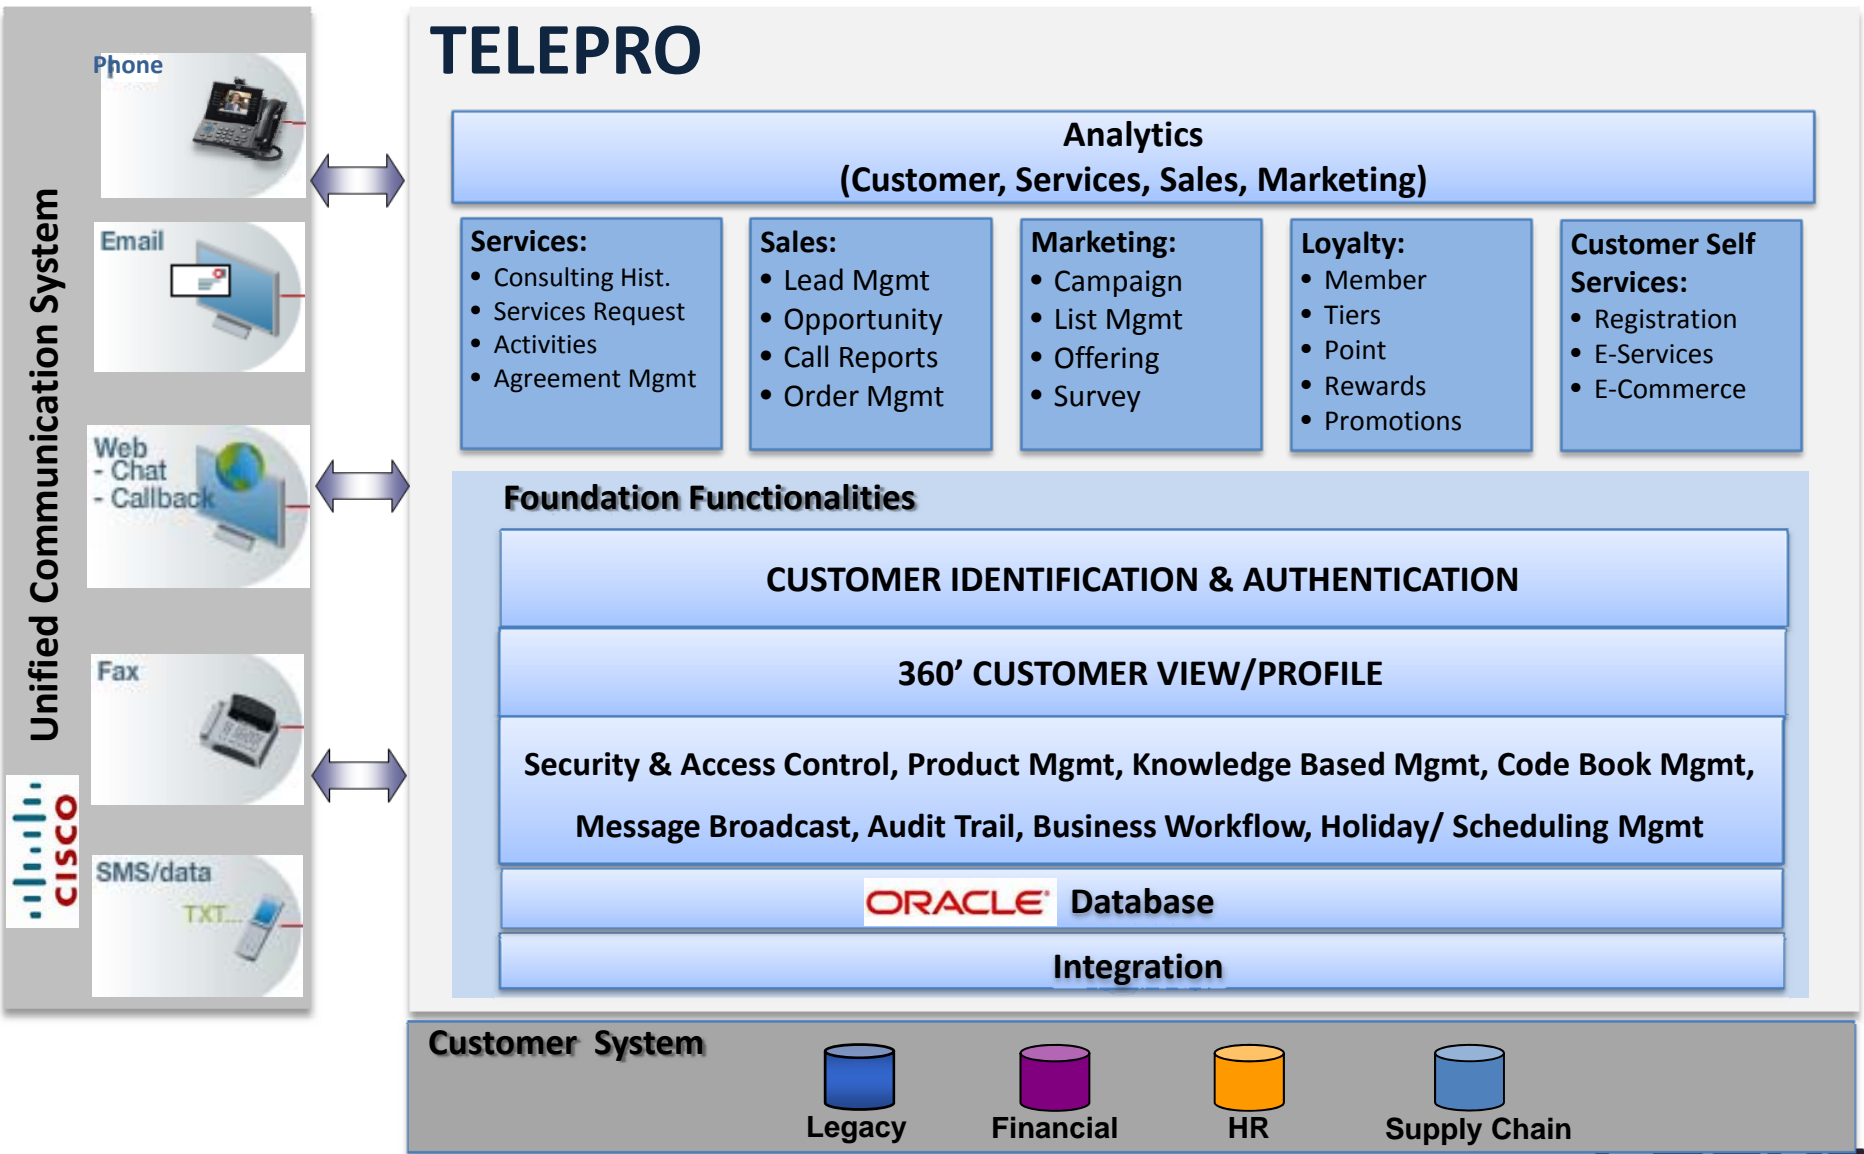 Unified Communication System
CISCO
Phone
Email
Web
- Chat
- Callback
Fax
SMS/data
TXT...
TELEPRO
Analytics
(Customer, Services, Sales, Marketing)
Services:
• Consulting Hist.
• Services Request
• Activities
• Agreement Mgmt
Sales:
• Lead Mgmt
• Opportunity
• Call Reports
• Order Mgmt
Marketing:
• Campaign
• List Mgmt
• Offering
• Survey
Loyalty:
• Member
• Tiers
• Point
• Rewards
• Promotions
Customer Self
Services:
• Registration
• E-Services
• E-Commerce
Foundation Functionalities
CUSTOMER IDENTIFICATION & AUTHENTICATION
360’ CUSTOMER VIEW/PROFILE
Security & Access Control, Product Mgmt, Knowledge Based Mgmt, Code Book Mgmt,
Message Broadcast, Audit Trail, Business Workflow, Holiday/ Scheduling Mgmt
ORACLE® Database
Integration
Customer System
Legacy
Financial
HR
Supply Chain